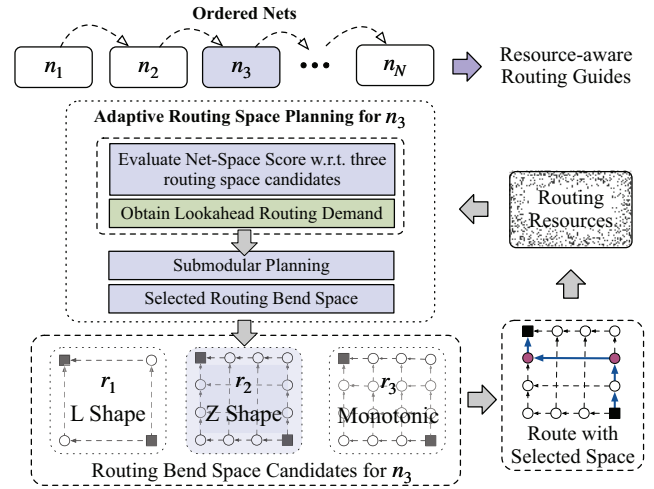 Ordered Nets
n1 n2 n3 ••• nN
Resource-aware
Routing Guides
Adaptive Routing Space Planning for n3
Evaluate Net-Space Score w.r.t. three
routing space candidates
Obtain Lookahead Routing Demand
Submodular Planning
Selected Routing Bend Space
Routing
Resources
r1
L Shape
r2
Z Shape
r3
Monotonic
Routing Bend Space Candidates for n3
Route with
Selected Space